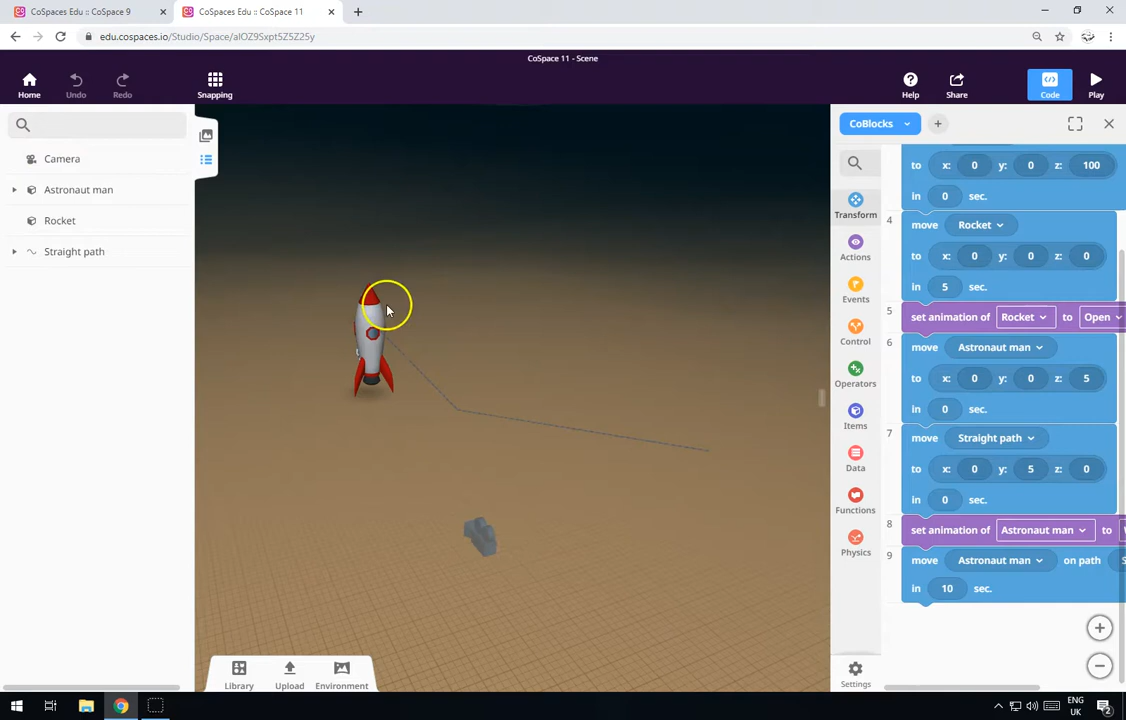 CoSpaces Edu :: CoSpace 9
CoSpaces Edu :: CoSpace 11
edu.cospaces.io/Studio/Space/alOZ9Sxpt5Z5Z25y
CoSpace 11 - Scene
Home
Undo
Redo
Snapping
Help
Share
Code
Play
Camera
Astronaut man
Rocket
Straight path
Library
Upload
Environment
CoBlocks
Transform
Actions
Events
Control
Operators
Items
Data
Functions
Physics
Settings
to x: 0 y: 0 z: 100
in 0 sec.
4 move Rocket
to x: 0 y: 0 z: 0
in 5 sec.
5 set animation of Rocket to Open
6 move Astronaut man
to x: 0 y: 0 z: 5
in 0 sec.
7 move Straight path
to x: 0 y: 5 z: 0
in 0 sec.
8 set animation of Astronaut man to
9 move Astronaut man on path
in 10 sec.
ENG
UK
2